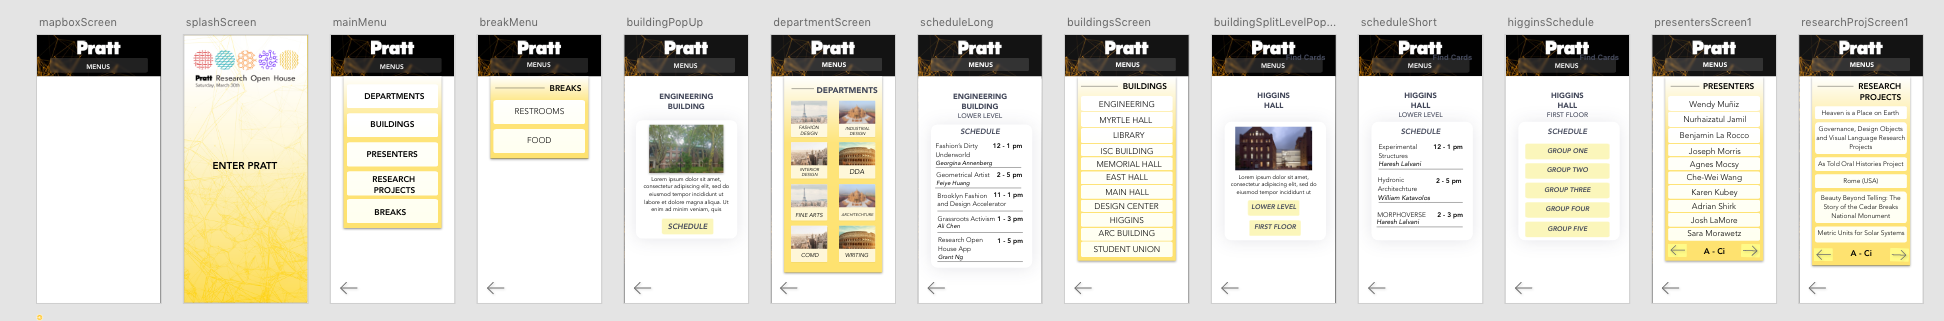 mapboxScreen
Pratt
MENUS
splashScreen
Pratt Research Open House
Saturday, March 30th
ENTER PRATT
mainMenu
Pratt
MENUS
DEPARTMENTS
BUILDINGS
PRESENTERS
RESEARCH
PROJECTS
BREAKS
breakMenu
Pratt
MENUS
BREAKS
RESTROOMS
FOOD
buildingPopUp
Pratt
MENUS
ENGINEERING
BUILDING
Lorem ipsum dolor sit amet,
consectetur adipiscing elit, sed do
eiusmod tempor incididunt ut
labore et dolore magna aliqua. Ut
enim ad minim veniam, quis
SCHEDULE
departmentScreen
Pratt
MENUS
DEPARTMENTS
FASHION
DESIGN
INDUSTRIAL
DESIGN
INTERIOR
DESIGN
DDA
FINE ARTS
ARCHITECTURE
COMD
WRITING
scheduleLong
Pratt
MENUS
ENGINEERING
BUILDING
LOWER LEVEL
SCHEDULE
Fashion's Dirty 12 - 1 pm
Underworld
Georgina Annenberg
Geometrical Artist 2 - 5 pm
Feiye Huang
Brooklyn Fashion 11 - 1 pm
and Design Accelerator
Grassroots Activism 1 - 3 pm
Ali Chen
Research Open 1 - 5 pm
House App
Grant Ng
buildingsScreen
Pratt
MENUS
BUILDINGS
ENGINEERING
MYRTLE HALL
LIBRARY
ISC BUILDING
MEMORIAL HALL
EAST HALL
MAIN HALL
DESIGN CENTER
HIGGINS
ARC BUILDING
STUDENT UNION
buildingSplitLevelPop...
Pratt
Find Cards
MENUS
HIGGINS
HALL
Lorem ipsum dolor sit amet,
consectetur adipiscing elit, sed do
eiusmod tempor incididunt ut
LOWER LEVEL
FIRST FLOOR
scheduleShort
Pratt
Find Cards
MENUS
HIGGINS
HALL
LOWER LEVEL
SCHEDULE
Experimental 12 - 1 pm
Structures
Haresh Lalvani
Hydronic 2 - 5 pm
Architechture
William Katavolos
MORPHOVERSE 2 - 3 pm
Haresh Lalvani
higginsSchedule
Pratt
Find Cards
MENUS
HIGGINS
HALL
FIRST FLOOR
SCHEDULE
GROUP ONE
GROUP TWO
GROUP THREE
GROUP FOUR
GROUP FIVE
presentersScreen1
Pratt
MENUS
PRESENTERS
Wendy Muñiz
Nurhaizatul Jamil
Benjamin La Rocco
Joseph Morris
Agnes Mocsy
Che-Wei Wang
Karen Kubey
Adrian Shirk
Josh LaMore
Sara Morawetz
A - Ci
researchProjScreen1
Pratt
MENUS
RESEARCH
PROJECTS
Heaven is a Place on Earth
Governance, Design Objects
and Visual Language Research
Projects
As Told Oral Histories Project
Rome (USA)
Beauty Beyond Telling: The
Story of the Cedar Breaks
National Monument
Metric Units for Solar Systems
A - Ci